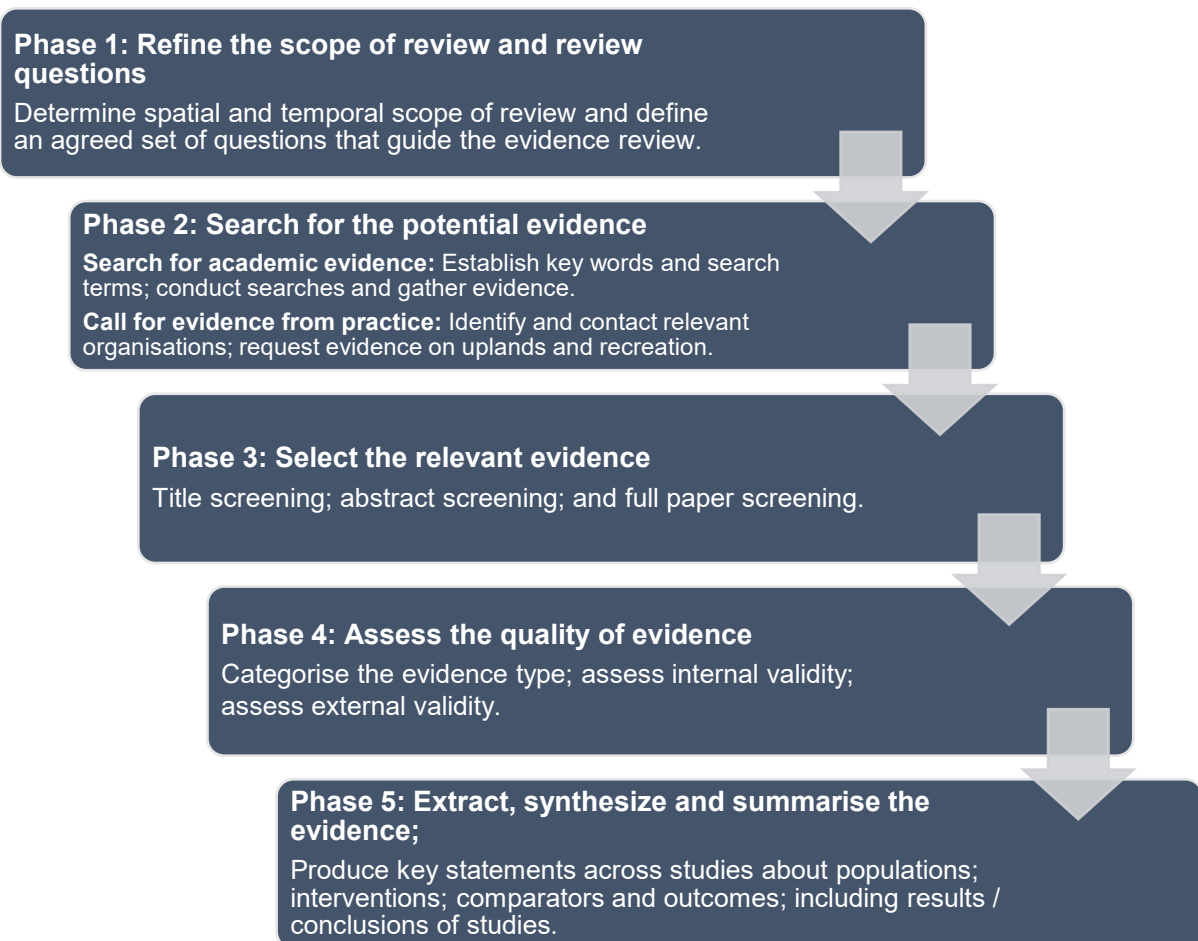 Phase 1: Refine the scope of review and review
questions
Determine spatial and temporal scope of review and define
an agreed set of questions that guide the evidence review.
Phase 2: Search for the potential evidence
Search for academic evidence: Establish key words and search
terms; conduct searches and gather evidence.
Call for evidence from practice: Identify and contact relevant
organisations; request evidence on uplands and recreation.
Phase 3: Select the relevant evidence
Title screening; abstract screening; and full paper screening.
Phase 4: Assess the quality of evidence
Categorise the evidence type; assess internal validity;
assess external validity.
Phase 5: Extract, synthesize and summarise the
evidence;
Produce key statements across studies about populations;
interventions; comparators and outcomes; including results /
conclusions of studies.